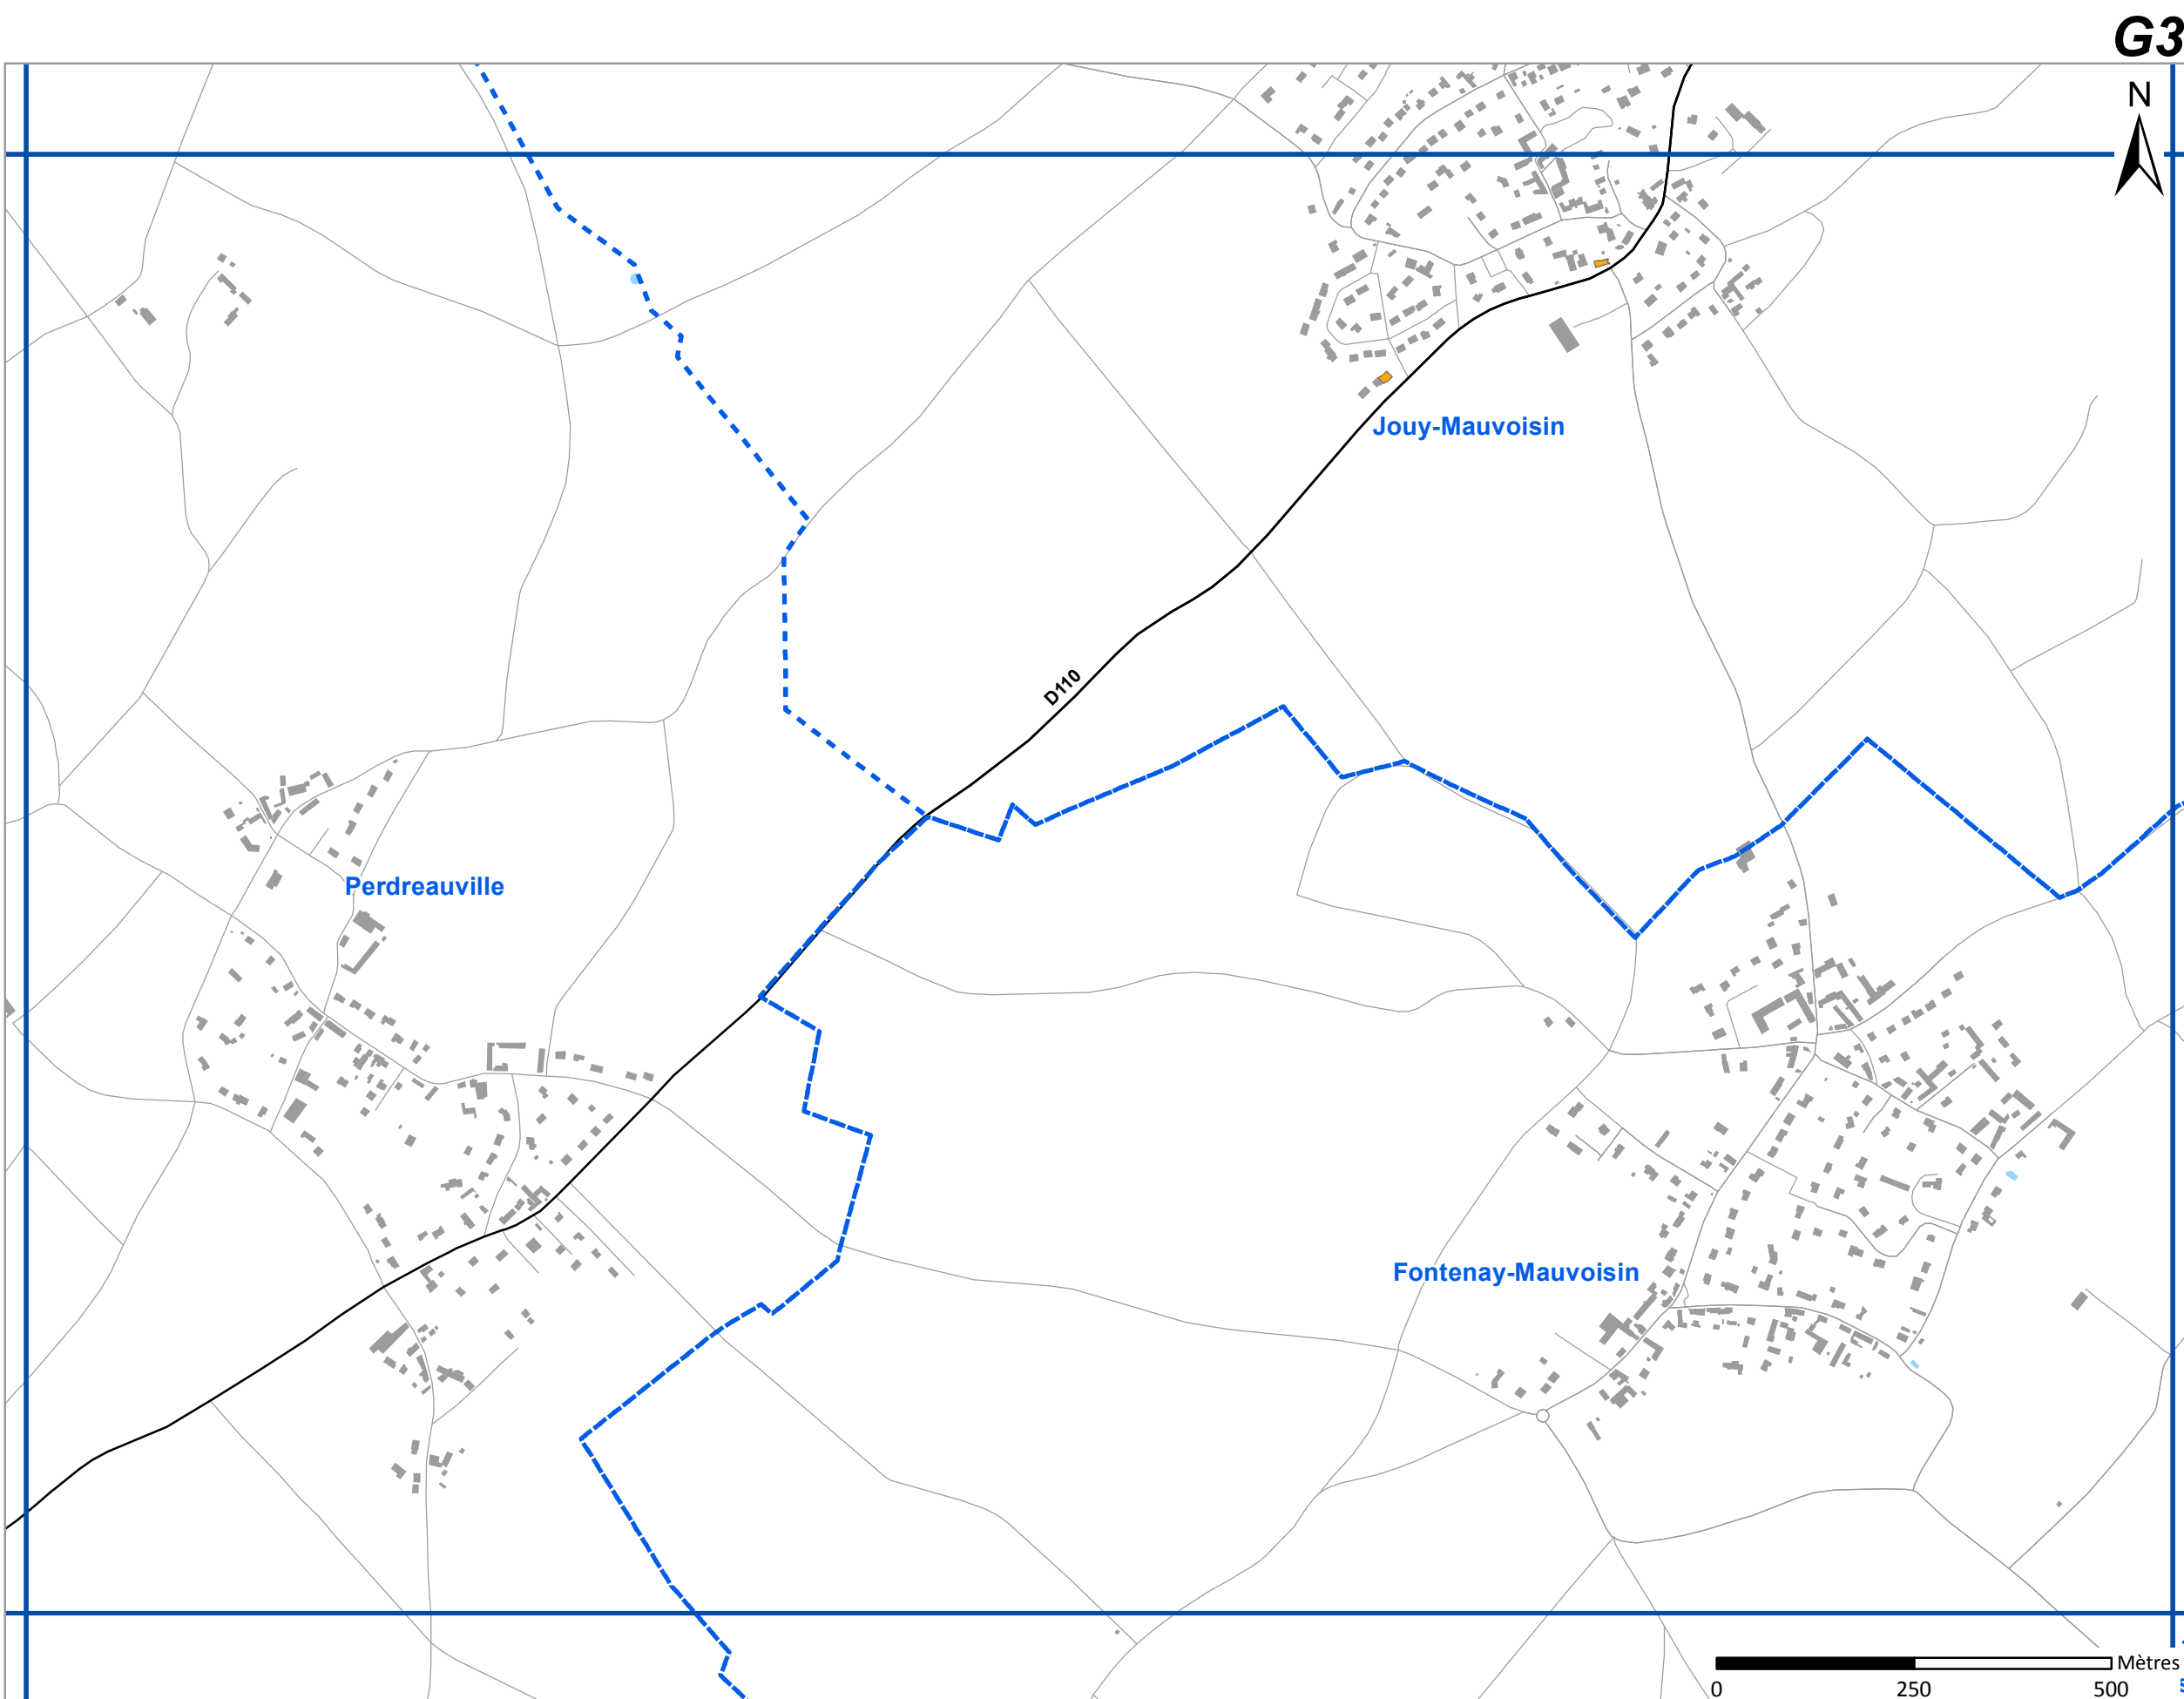 G3
N
Jouy-Mauvoisin
D110
Perdreauville
Fontenay-Mauvoisin
Mètres
0 250 500